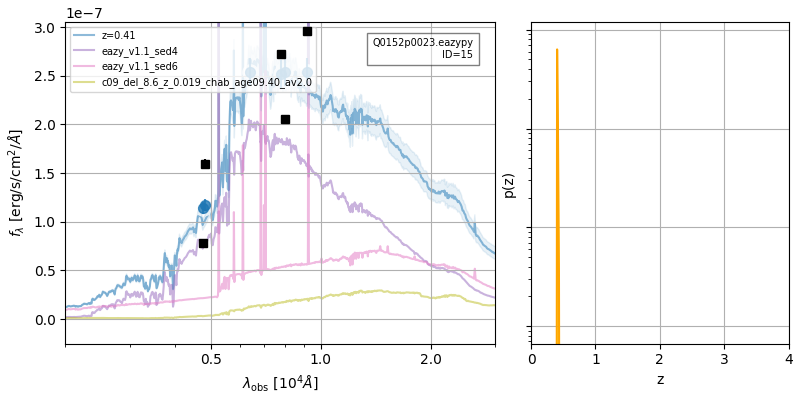 1e−7
3.0
2.5
2.0
1.5
1.0
0.5
0.0
f_λ [erg/s/cm²/Å]
z=0.41
eazy_v1.1_sed4
eazy_v1.1_sed6
c09_del_8.6_z_0.019_chab_age09.40_av2.0
Q0152p0023.eazypy
ID=15
0.5 1.0 2.0
λ_obs [10⁴Å]
p(z)
0 1 2 3 4
z